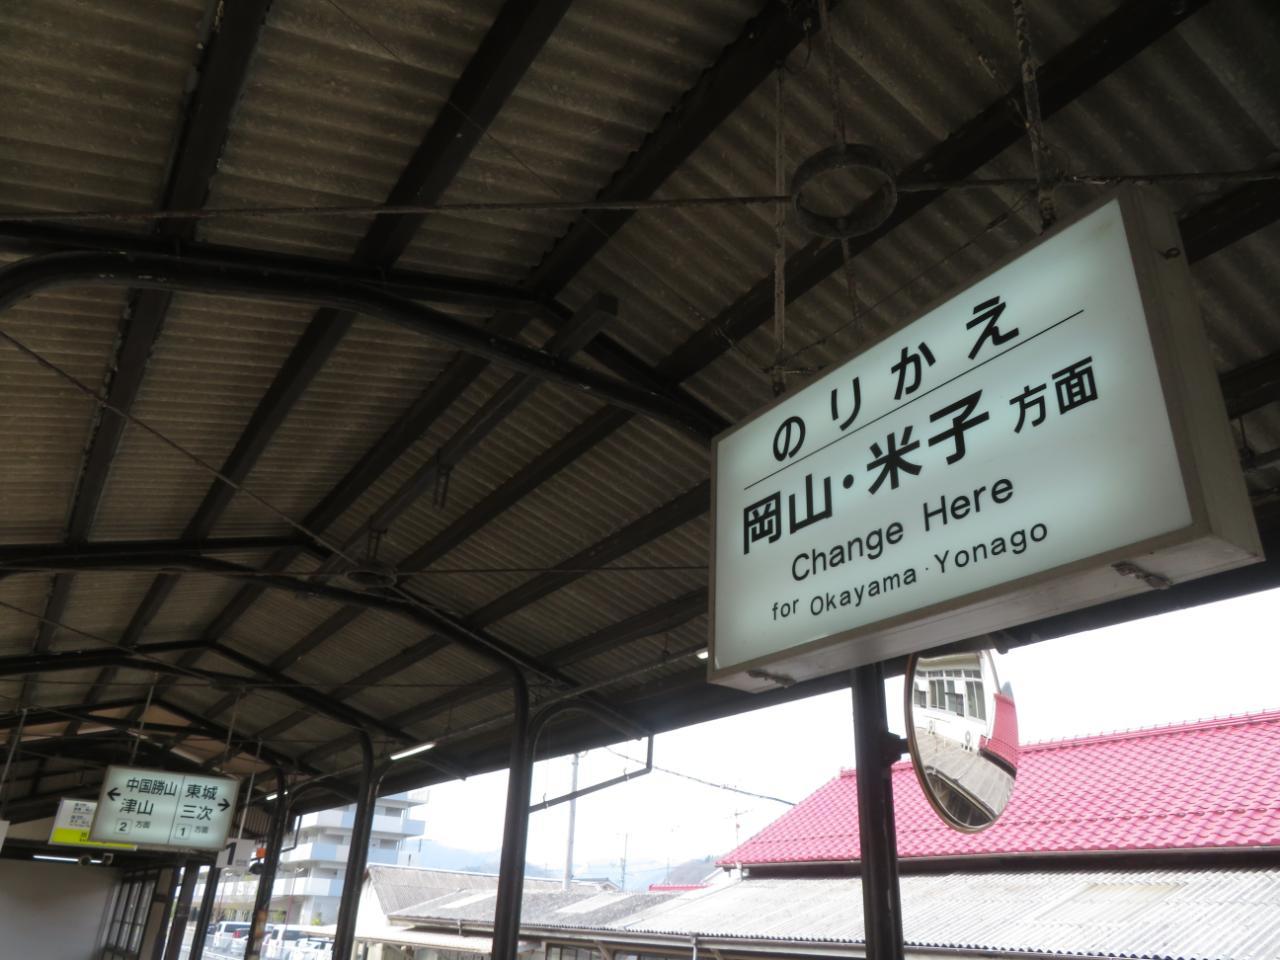 のりかえ
岡山・米子方面
Change Here
for Okayama・Yonago
中国勝山
津山
2 方面
東城
三次
1 方面